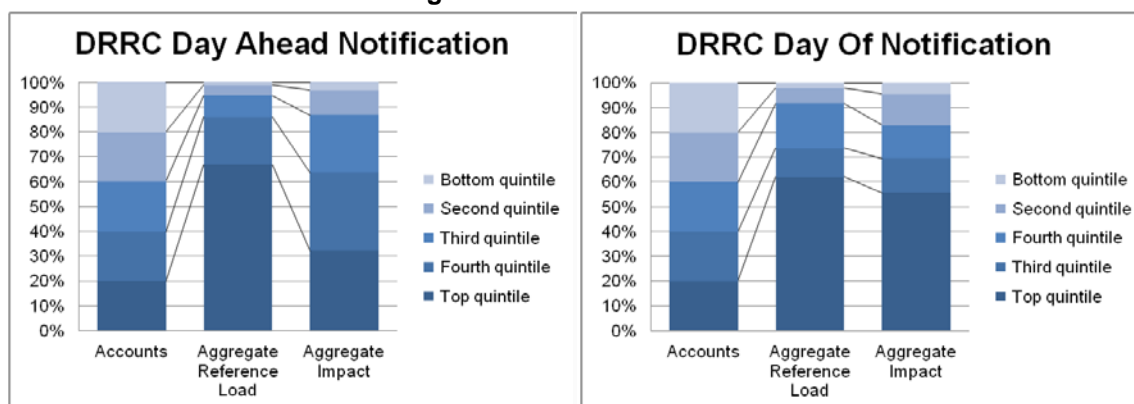 DRRC Day Ahead Notification
100%
90%
80%
70%
60%
50%
40%
30%
20%
10%
0%
Accounts
Aggregate
Reference
Load
Aggregate
Impact
Bottom quintile
Second quintile
Third quintile
Fourth quintile
Top quintile
DRRC Day Of Notification
100%
90%
80%
70%
60%
50%
40%
30%
20%
10%
0%
Accounts
Aggregate
Reference
Load
Aggregate
Impact
Bottom quintile
Second quintile
Fourth quintile
Third quintile
Top quintile